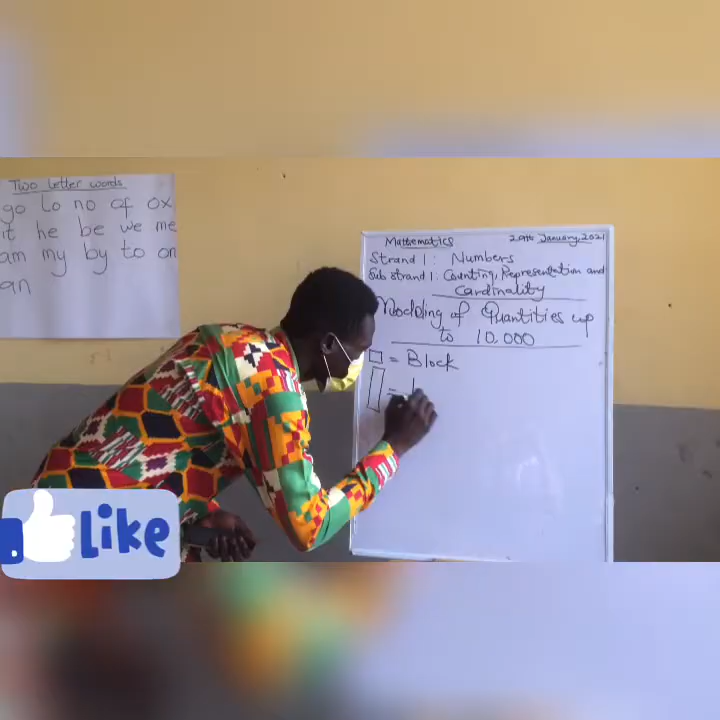 Two letter words
go lo no of ox
it he be we me
am my by to on
an
Mathematics 29th January, 2021
Strand 1: Numbers
Sub strand 1: Counting, Representation and
Cardinality
Modeling of Quantities up
to 10.000
= Block
=
Like